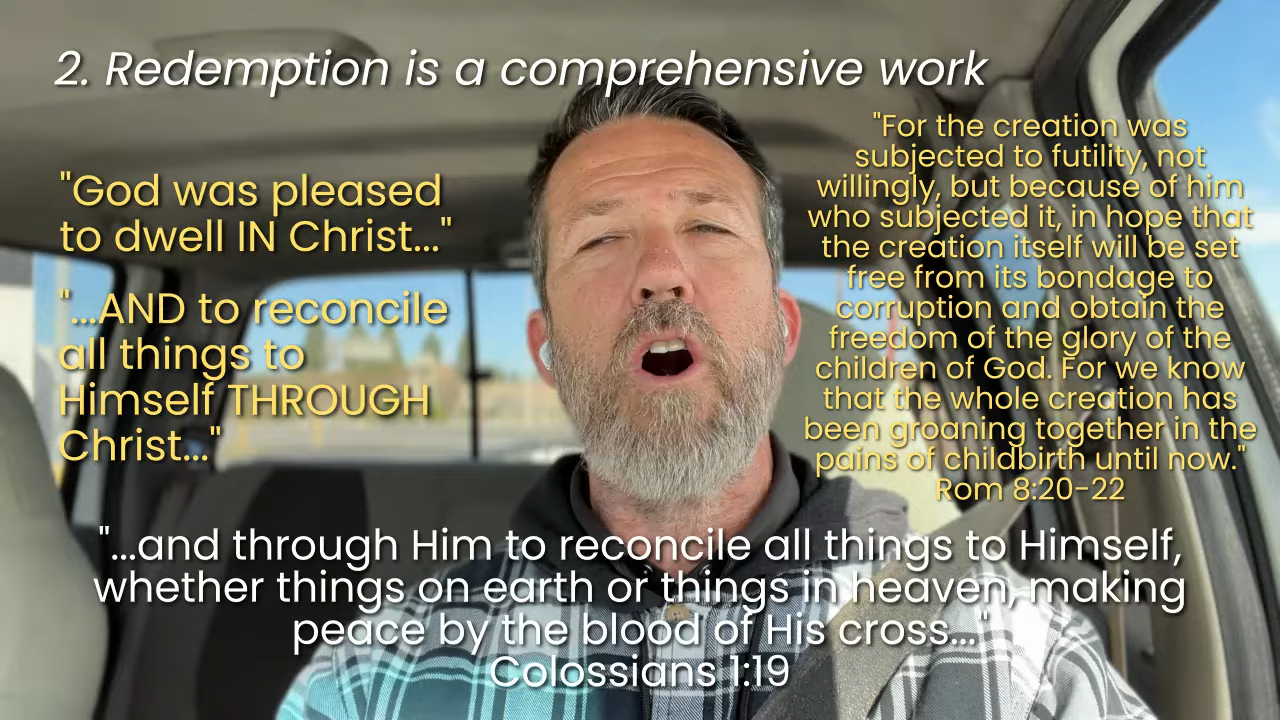 2. Redemption is a comprehensive work
"God was pleased
to dwell IN Christ..."
"...AND to reconcile
all things to
Himself THROUGH
Christ..."
"For the creation was
subjected to futility, not
willingly, but because of him
who subjected it, in hope that
the creation itself will be set
free from its bondage to
corruption and obtain the
freedom of the glory of the
children of God. For we know
that the whole creation has
been groaning together in the
pains of childbirth until now."
Rom 8:20-22
"...and through Him to reconcile all things to Himself,
whether things on earth or things in heaven, making
peace by the blood of His cross..."
Colossians 1:19